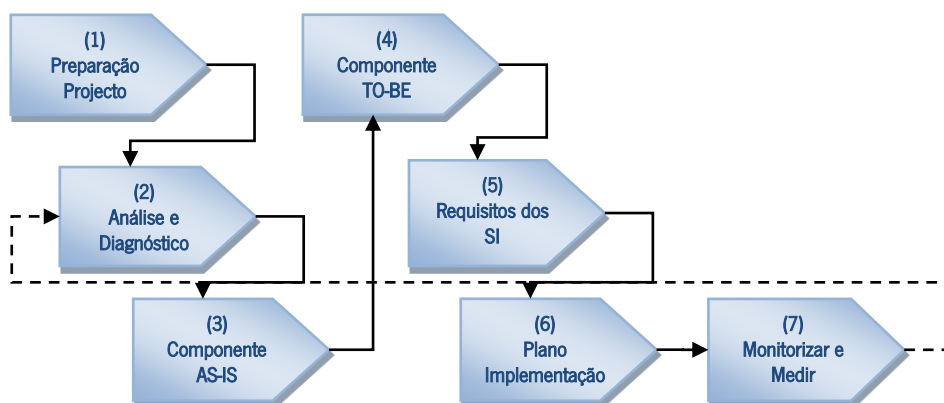 (1)
Preparação
Projecto
(2)
Análise e
Diagnóstico
(3)
Componente
AS-IS
(4)
Componente
TO-BE
(5)
Requisitos dos
SI
(6)
Plano
Implementação
(7)
Monitorizar e
Medir